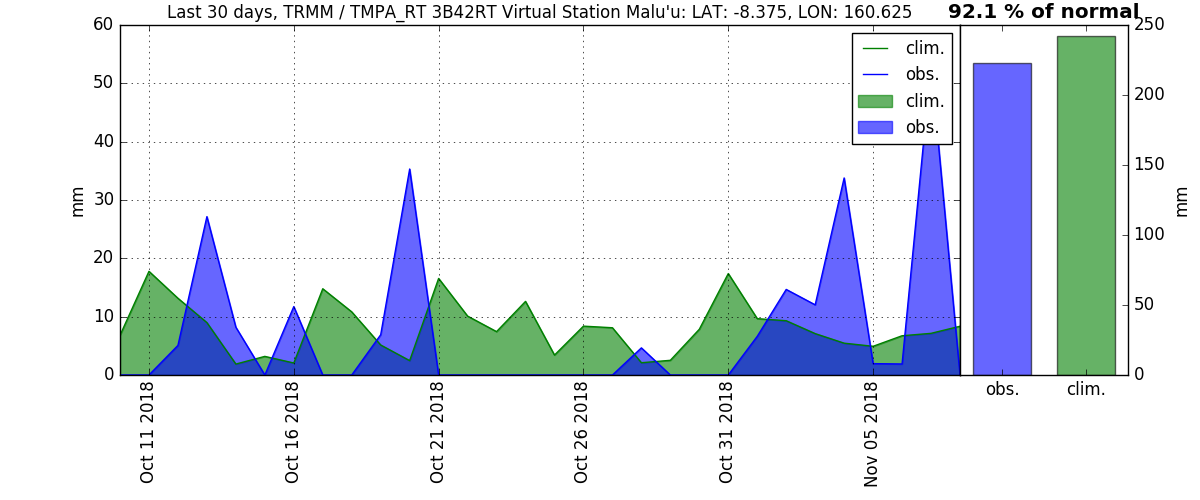 Last 30 days, TRMM / TMPA_RT 3B42RT Virtual Station Malu'u: LAT: -8.375, LON: 160.625
92.1 % of normal
60
50
40
30
20
10
0
mm
clim.
obs.
clim.
obs.
250
200
150
100
50
0
mm
Oct 11 2018
Oct 16 2018
Oct 21 2018
Oct 26 2018
Oct 31 2018
Nov 05 2018
obs.
clim.